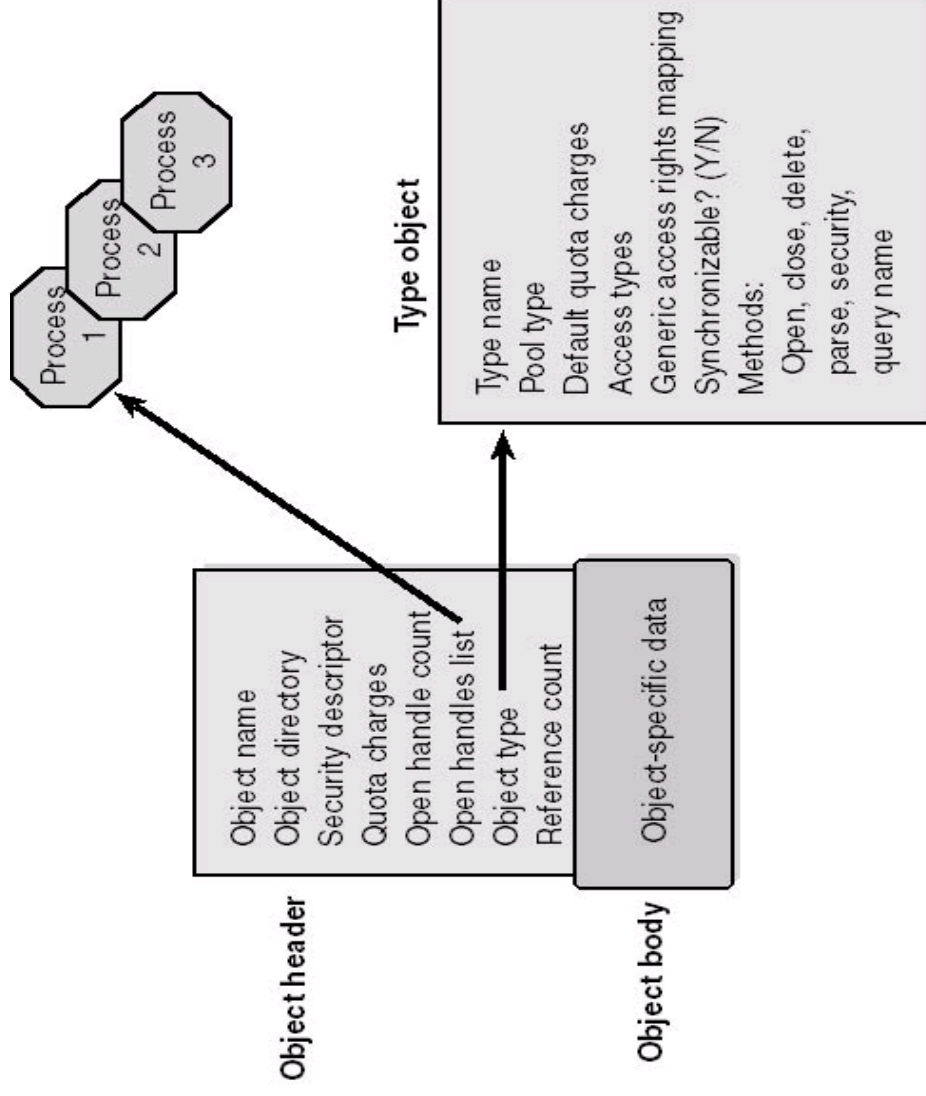 Process
1
Process
2
Process
3
Object header
Object name
Object directory
Security descriptor
Quota charges
Open handle count
Open handles list
Object type
Reference count
Object body
Object-specific data
Type object
Type name
Pool type
Default quota charges
Access types
Generic access rights mapping
Synchronizable? (Y/N)
Methods:
Open, close, delete,
parse, security,
query name